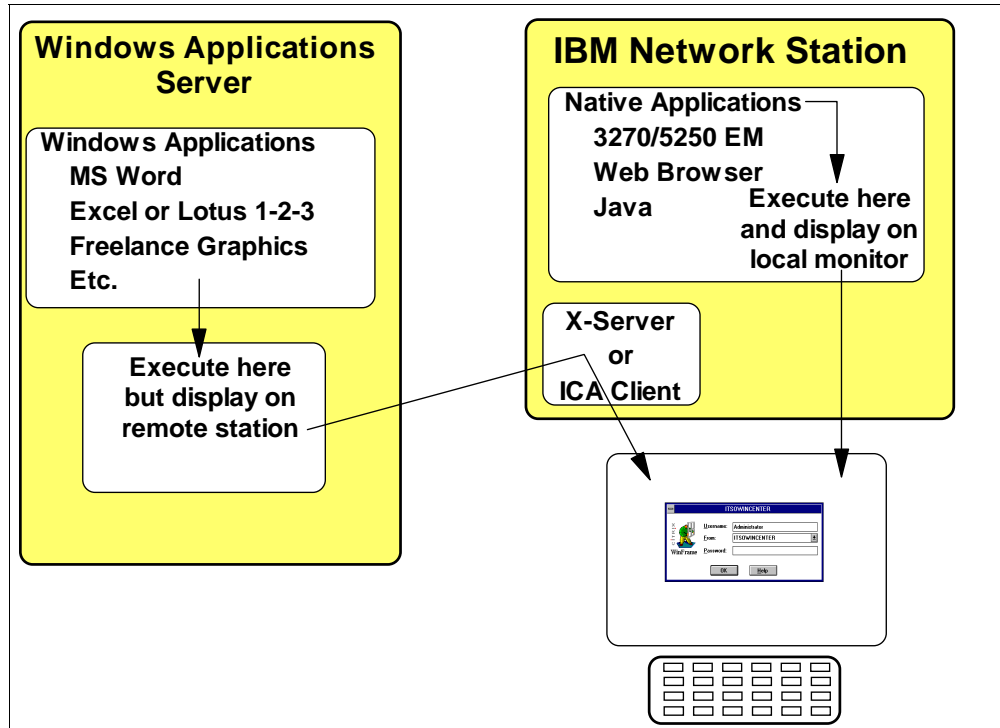 Windows Applications
Server
Windows Applications
MS Word
Excel or Lotus 1-2-3
Freelance Graphics
Etc.
Execute here
but display on
remote station
IBM Network Station
Native Applications
3270/5250 EM
Web Browser
Java
Execute here
and display on
local monitor
X-Server
or
ICA Client
ITSOWINCENTER
citrix
WinFrame
Username: Administrator
From: ITSOWINCENTER
Password:
OK Help